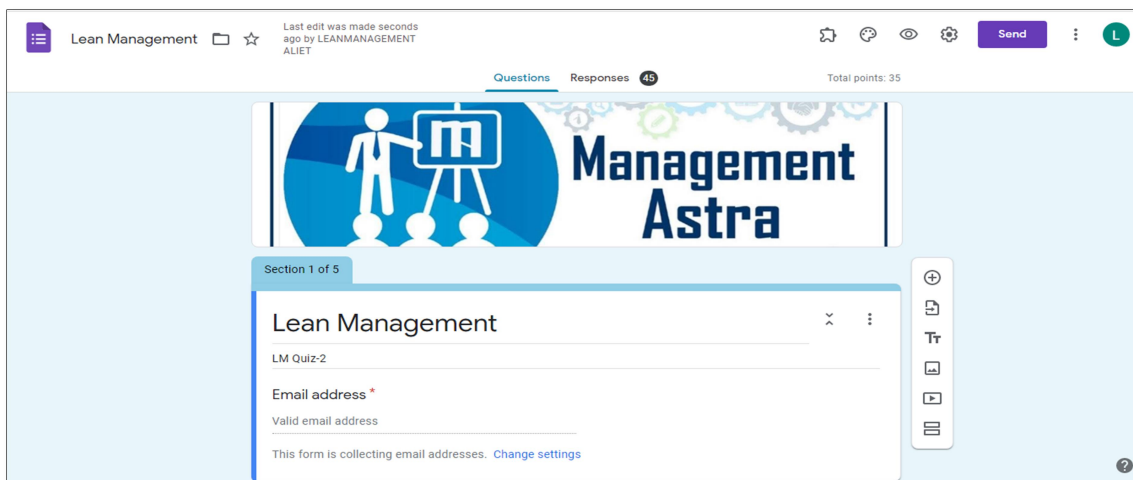 Lean Management
Last edit was made seconds
ago by LEANMANAGEMENT
ALIET
Send
L
Questions
Responses 45
Total points: 35
m
Management
Astra
Section 1 of 5
Lean Management
LM Quiz-2
Email address *
Valid email address
This form is collecting email addresses. Change settings
Tт
?